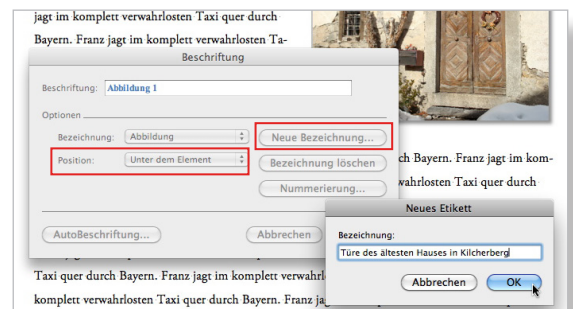 jagt im komplett verwahrlosten Taxi quer durch
Bayern. Franz jagt im komplett verwahrlosten Ta-
Beschriftung
Beschriftung: Abbildung 1
Optionen
Bezeichnung: Abbildung
Neue Bezeichnung...
Position: Unter dem Element
Bezeichnung löschen
Nummerierung...
AutoBeschriftung...
Abbrechen
ch Bayern. Franz jagt im kom-
wahrlosten Taxi quer durch
Neues Etikett
Bezeichnung:
Türe des ältesten Hauses in Kilcherberg
Abbrechen
OK
Taxi quer durch Bayern. Franz jagt im komplett verwahrl
komplett verwahrlosten Taxi quer durch Bayern. Franz jag